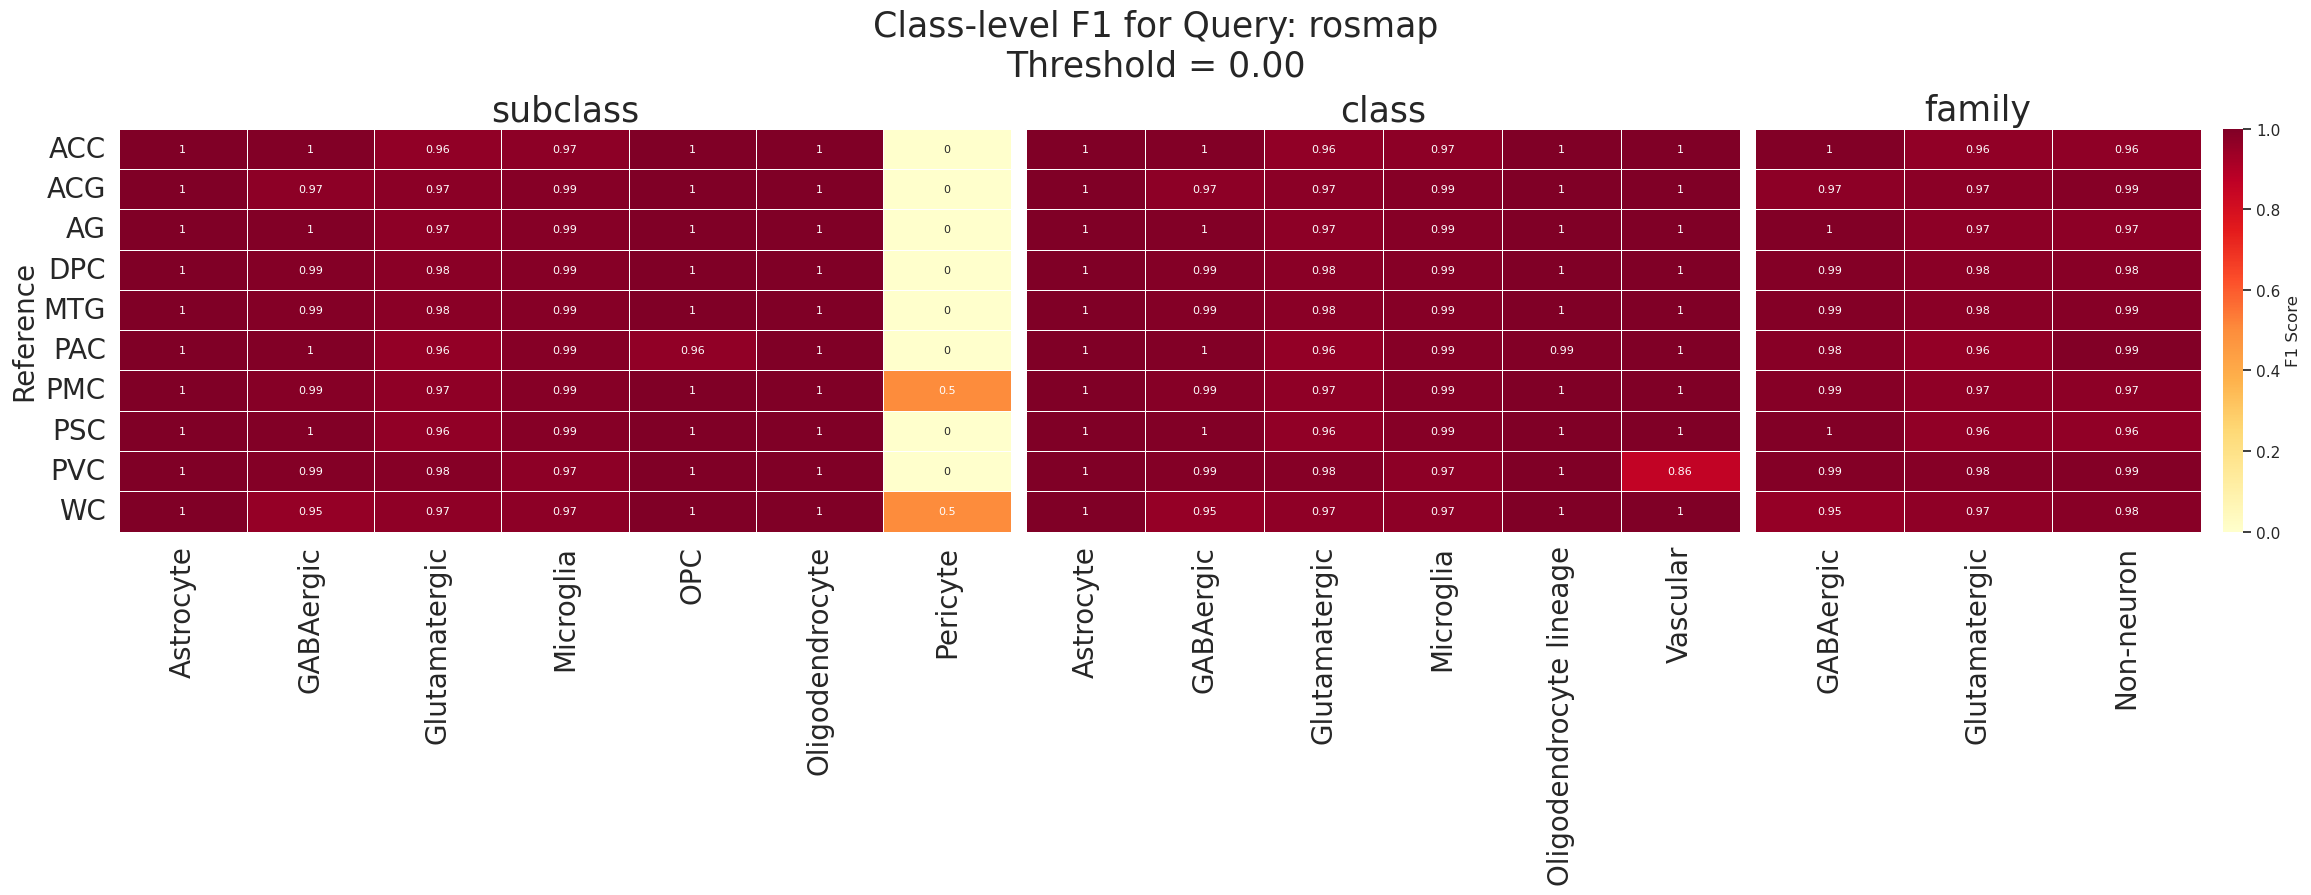 Class-level F1 for Query: rosmap
Threshold = 0.00
subclass class family
Reference
ACC 1 1 0.96 0.97 1 1 0 1 1 0.96 0.97 1 1 1 0.96 0.96
ACG 1 0.97 0.97 0.99 1 1 0 1 0.97 0.97 0.99 1 1 0.97 0.97 0.99
AG 1 1 0.97 0.99 1 1 0 1 1 0.97 0.99 1 1 1 0.97 0.97
DPC 1 0.99 0.98 0.99 1 1 0 1 0.99 0.98 0.99 1 1 0.99 0.98 0.98
MTG 1 0.99 0.98 0.99 1 1 0 1 0.99 0.98 0.99 1 1 0.99 0.98 0.99
PAC 1 1 0.96 0.99 0.96 1 0 1 1 0.96 0.99 0.99 1 0.98 0.96 0.99
PMC 1 0.99 0.97 0.99 1 1 0.5 1 0.99 0.97 0.99 1 1 0.99 0.97 0.97
PSC 1 1 0.96 0.99 1 1 0 1 1 0.96 0.99 1 1 1 0.96 0.96
PVC 1 0.99 0.98 0.97 1 1 0 1 0.99 0.98 0.97 1 0.86 0.99 0.98 0.99
WC 1 0.95 0.97 0.97 1 1 0.5 1 0.95 0.97 0.97 1 1 0.95 0.97 0.98
Astrocyte
GABAergic
Glutamatergic
Microglia
OPC
Oligodendrocyte
Pericyte
Astrocyte
GABAergic
Glutamatergic
Microglia
Oligodendrocyte lineage
Vascular
GABAergic
Glutamatergic
Non-neuron
1.0
0.8
0.6
0.4
0.2
0.0
F1 Score